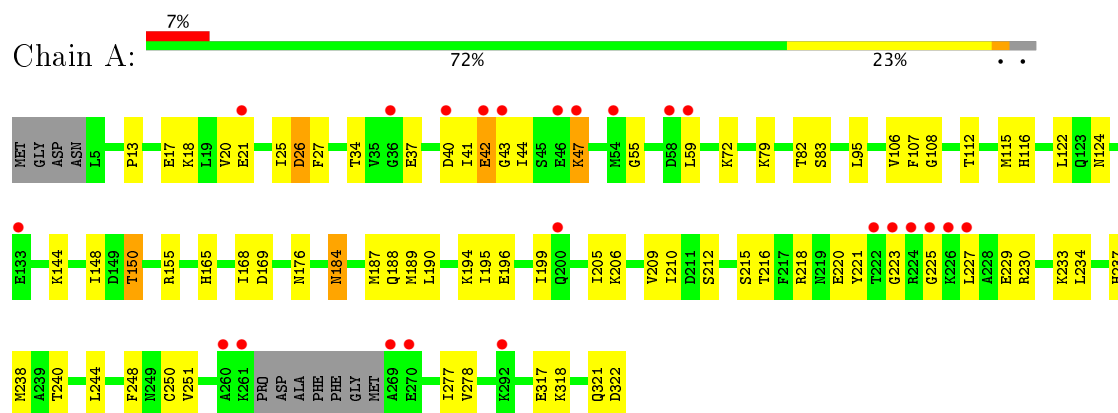 7%
Chain A:
72% 23% • •
MET GLY ASP ASN L5 P13 E17 K18 L19 V20 E21 I25 D26 F27 T34 V35 G36 E37 D40 I41 E42 G43 I44 S45 E46 K47 M54 G55 D58 L59 K72 K79 T82 S83 L95 V106 F107 G108 T112 M115 H116 L122 Q123 N124
E133 K144 I148 D149 T150 R155 H165 I168 D169 N176 N184 M187 Q188 M189 L190 K194 I195 E196 I199 Q200 I205 K206 V209 I210 D211 S212 S215 T216 F217 R218 N219 E220 Y221 T222 G223 R224 G225 K226 L227 A228 E229 R230 K233 L234 H237
M238 A239 T240 L244 F248 N249 C250 V251 A260 K261 PRO ASP ALA PHE PHE GLY MET A269 E270 I277 V278 K292 E317 K318 Q321 D322